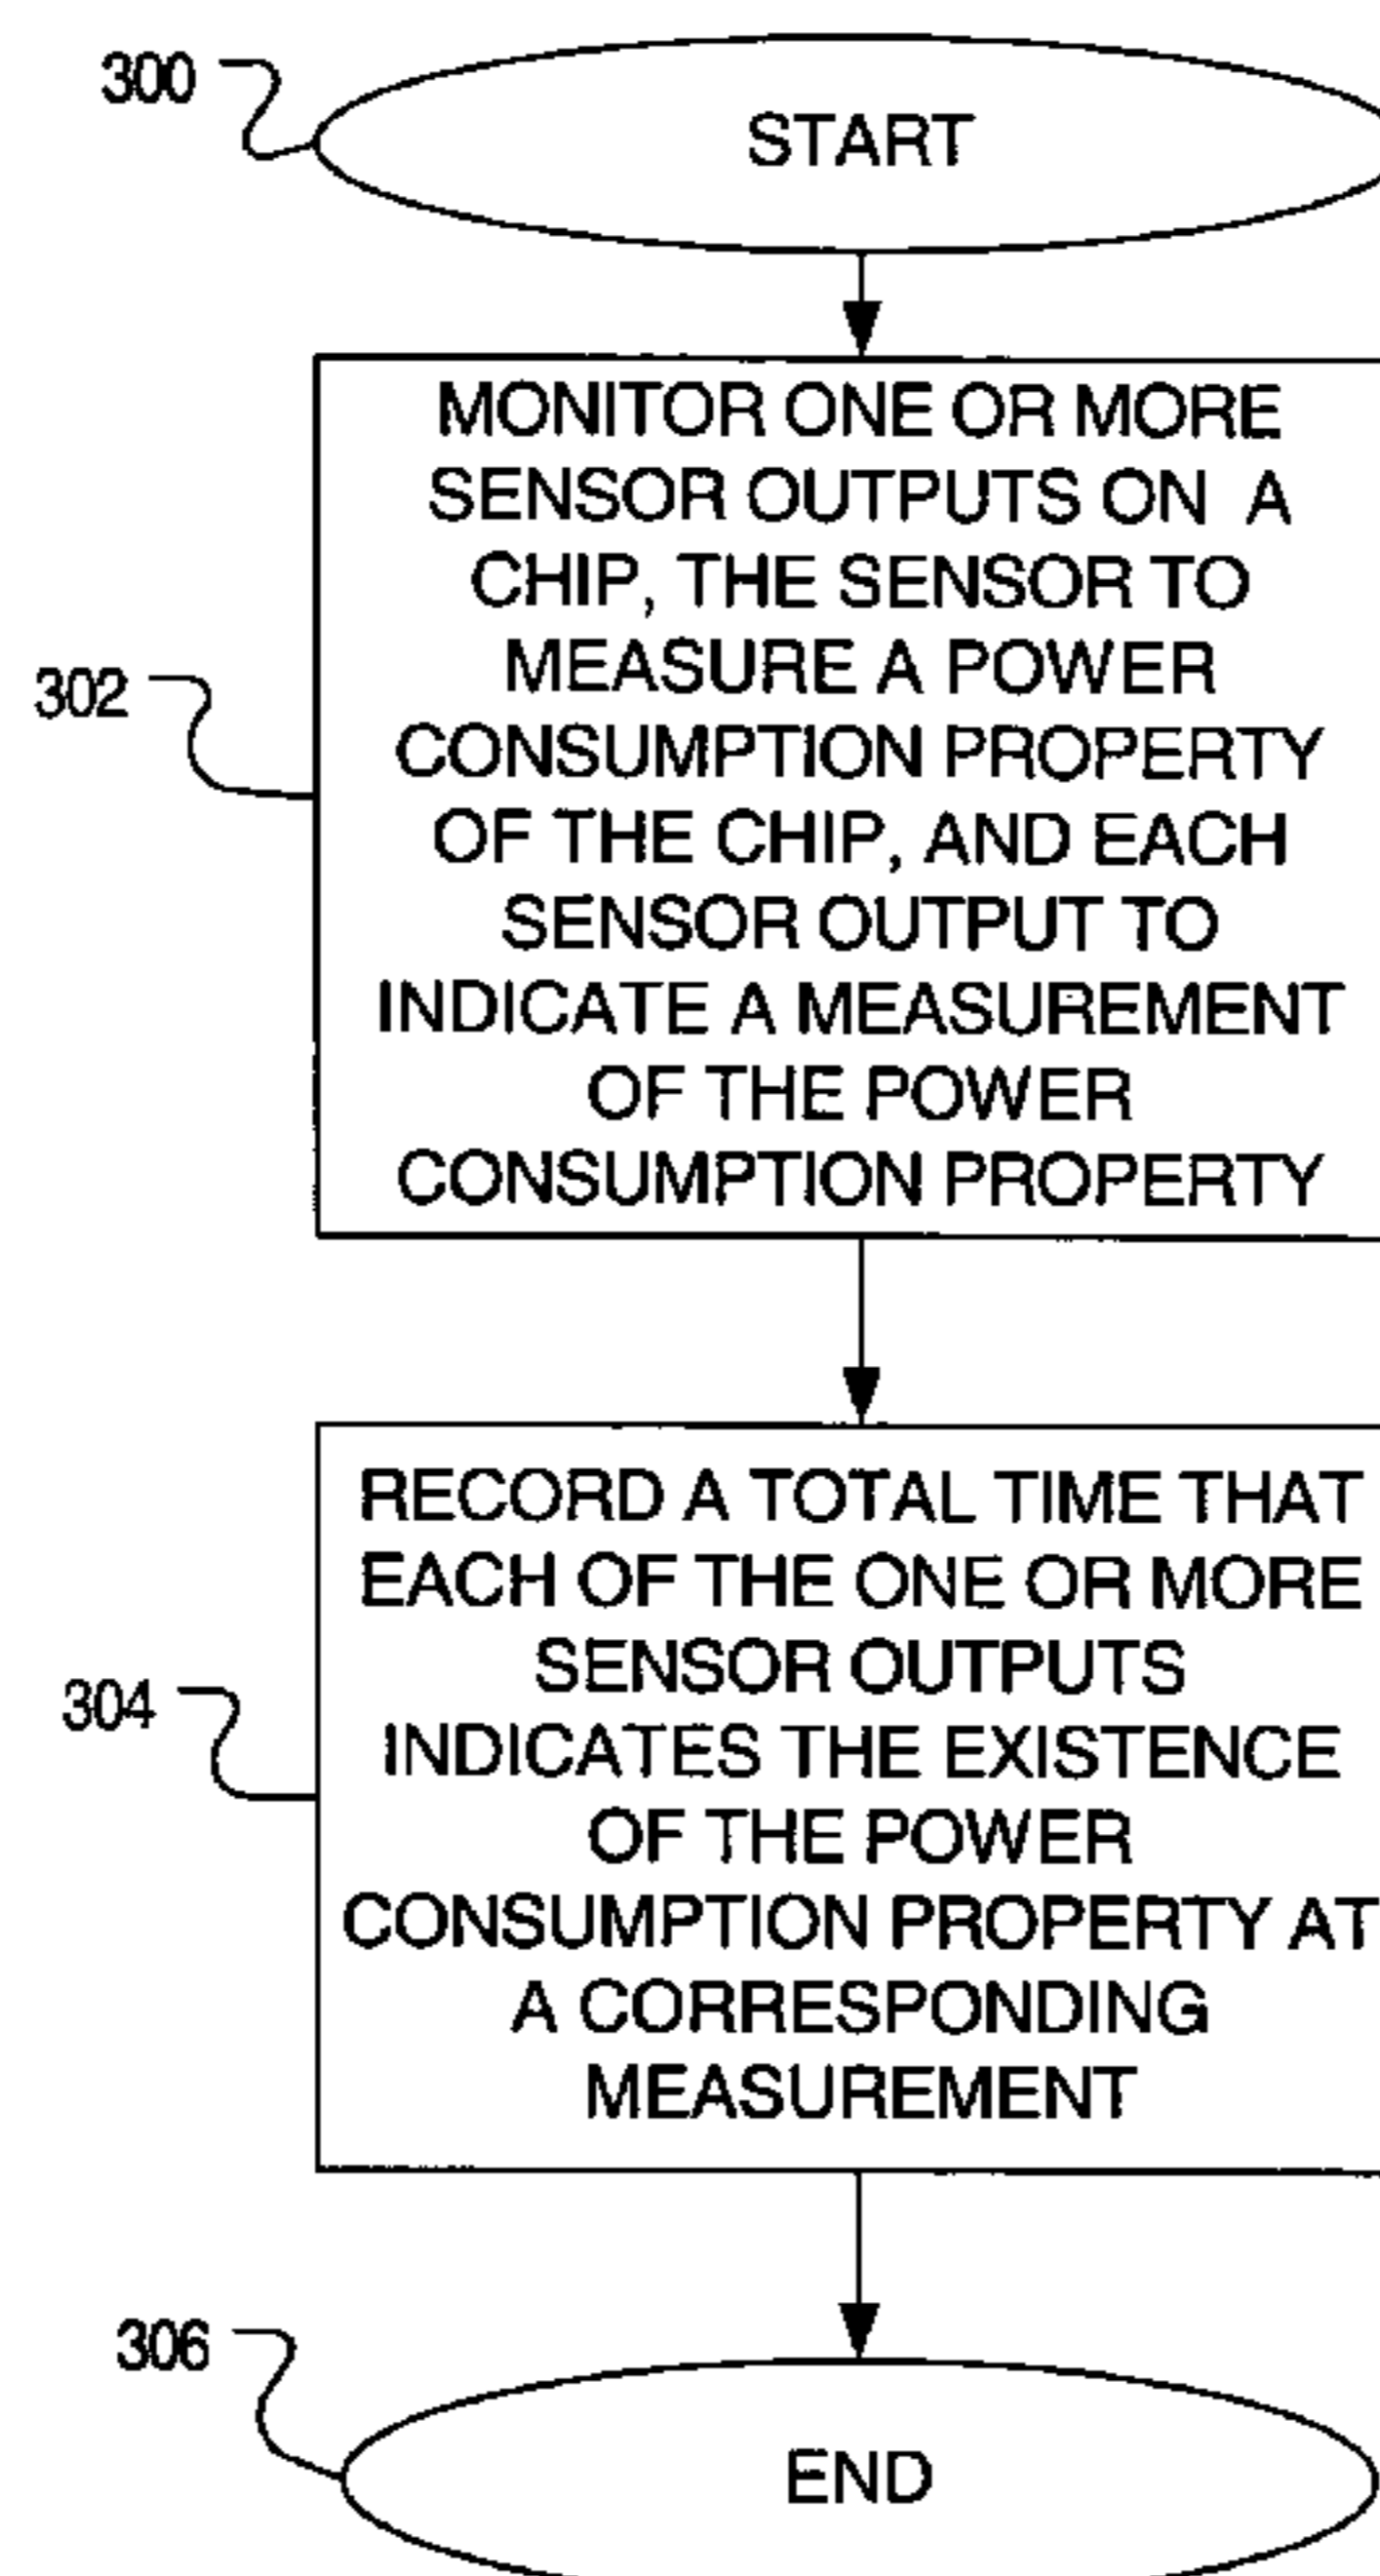 300
START
MONITOR ONE OR MORE
SENSOR OUTPUTS ON A
CHIP, THE SENSOR TO
MEASURE A POWER
302
CONSUMPTION PROPERTY
OF THE CHIP, AND EACH
SENSOR OUTPUT TO
INDICATE A MEASUREMENT
OF THE POWER
CONSUMPTION PROPERTY
RECORD A TOTAL TIME THAT
EACH OF THE ONE OR MORE
SENSOR OUTPUTS
304
INDICATES THE EXISTENCE
OF THE POWER
CONSUMPTION PROPERTY AT
A CORRESPONDING
MEASUREMENT
306
END